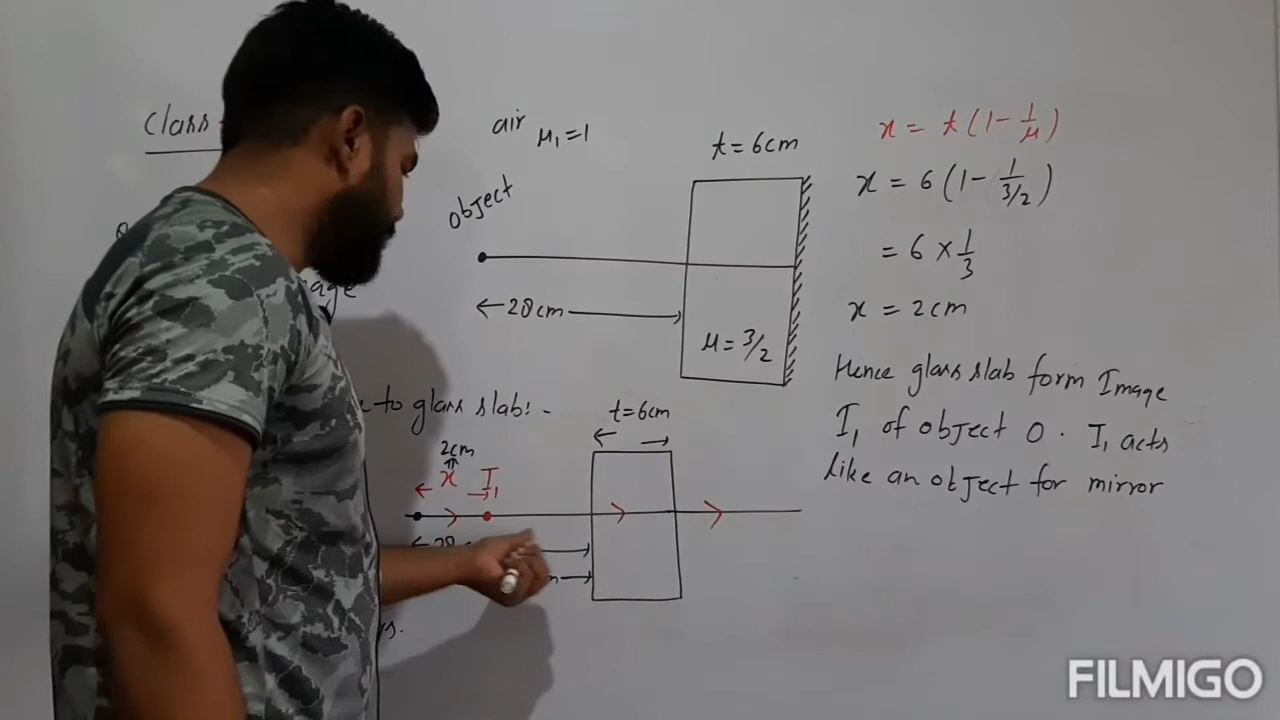 Class
air μ₁=1
object
t=6cm
←28cm→
μ=3/2
x = t(1-1/μ)
x = 6(1-1/3/2)
= 6×1/3
x = 2cm
Hence glass slab form Image
I₁ of object O. I₁ acts
like an object for mirror
to glass slab:-
t=6cm
2cm
x I₁
FILMIGO